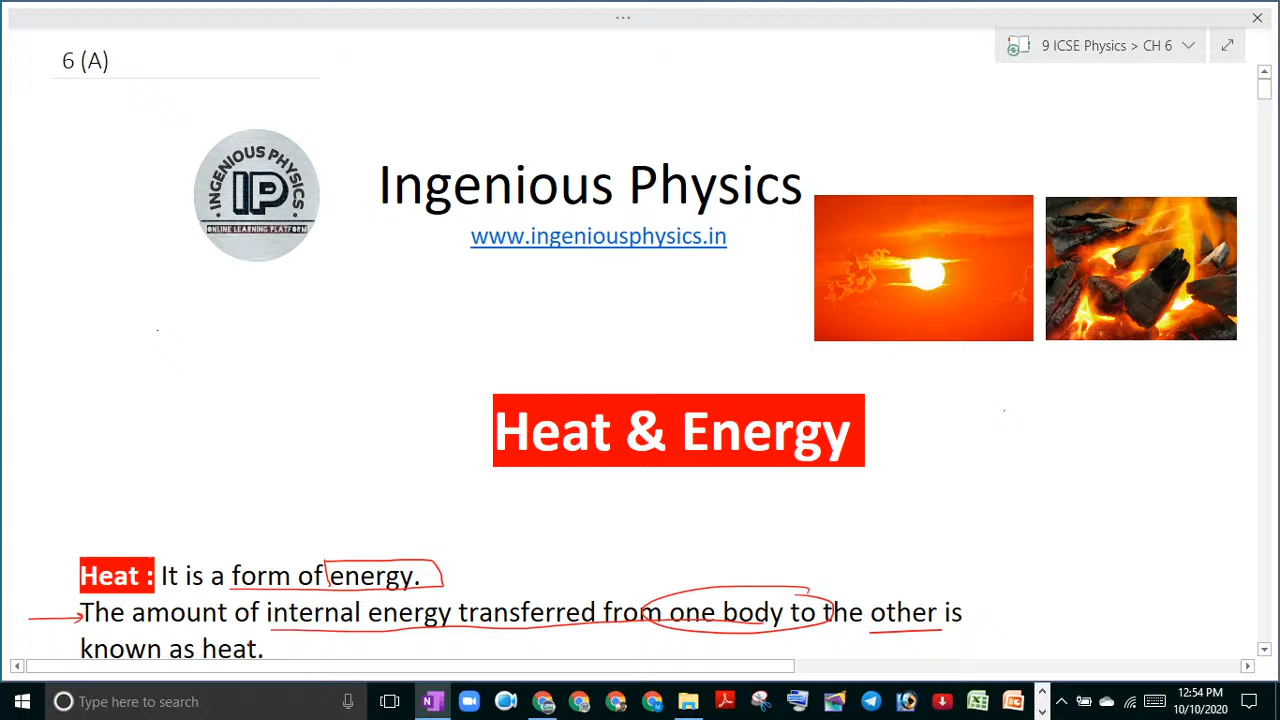 ...
9 ICSE Physics > CH 6
6 (A)
INGENIOUS PHYSICS
IP
ONLINE LEARNING PLATFORM
Ingenious Physics
www.ingeniousphysics.in
Heat & Energy
Heat : It is a form of energy.
The amount of internal energy transferred from one body to the other is
known as heat.
Type here to search
12:54 PM
10/10/2020